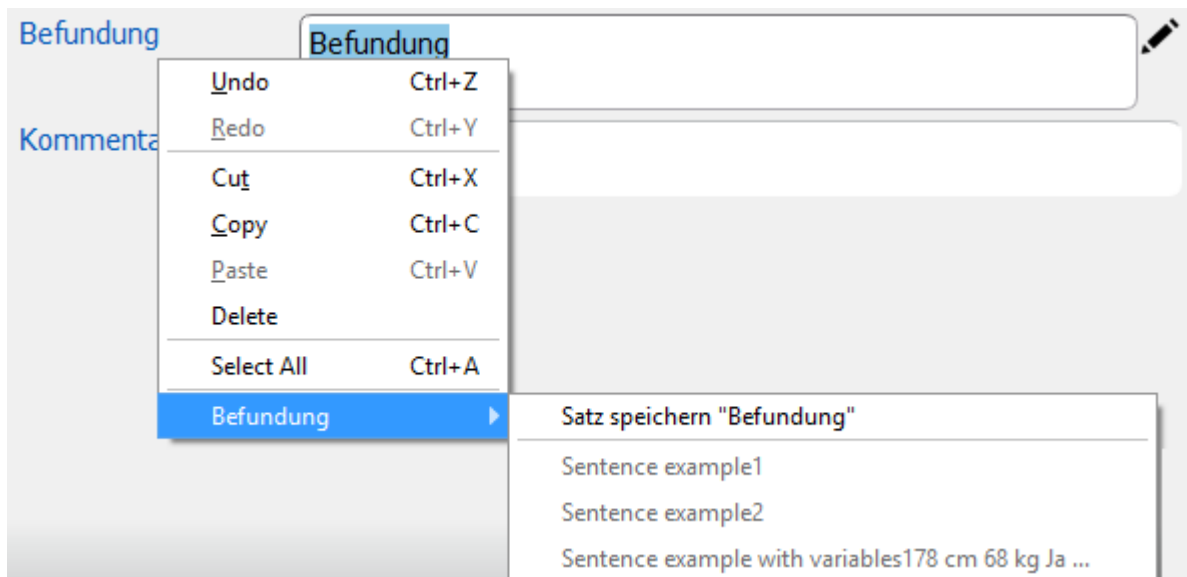 Befundung
Befundung
Undo Ctrl+Z
Redo Ctrl+Y
Kommenta
Cut Ctrl+X
Copy Ctrl+C
Paste Ctrl+V
Delete
Select All Ctrl+A
Befundung
Satz speichern "Befundung"
Sentence example1
Sentence example2
Sentence example with variables178 cm 68 kg Ja ...